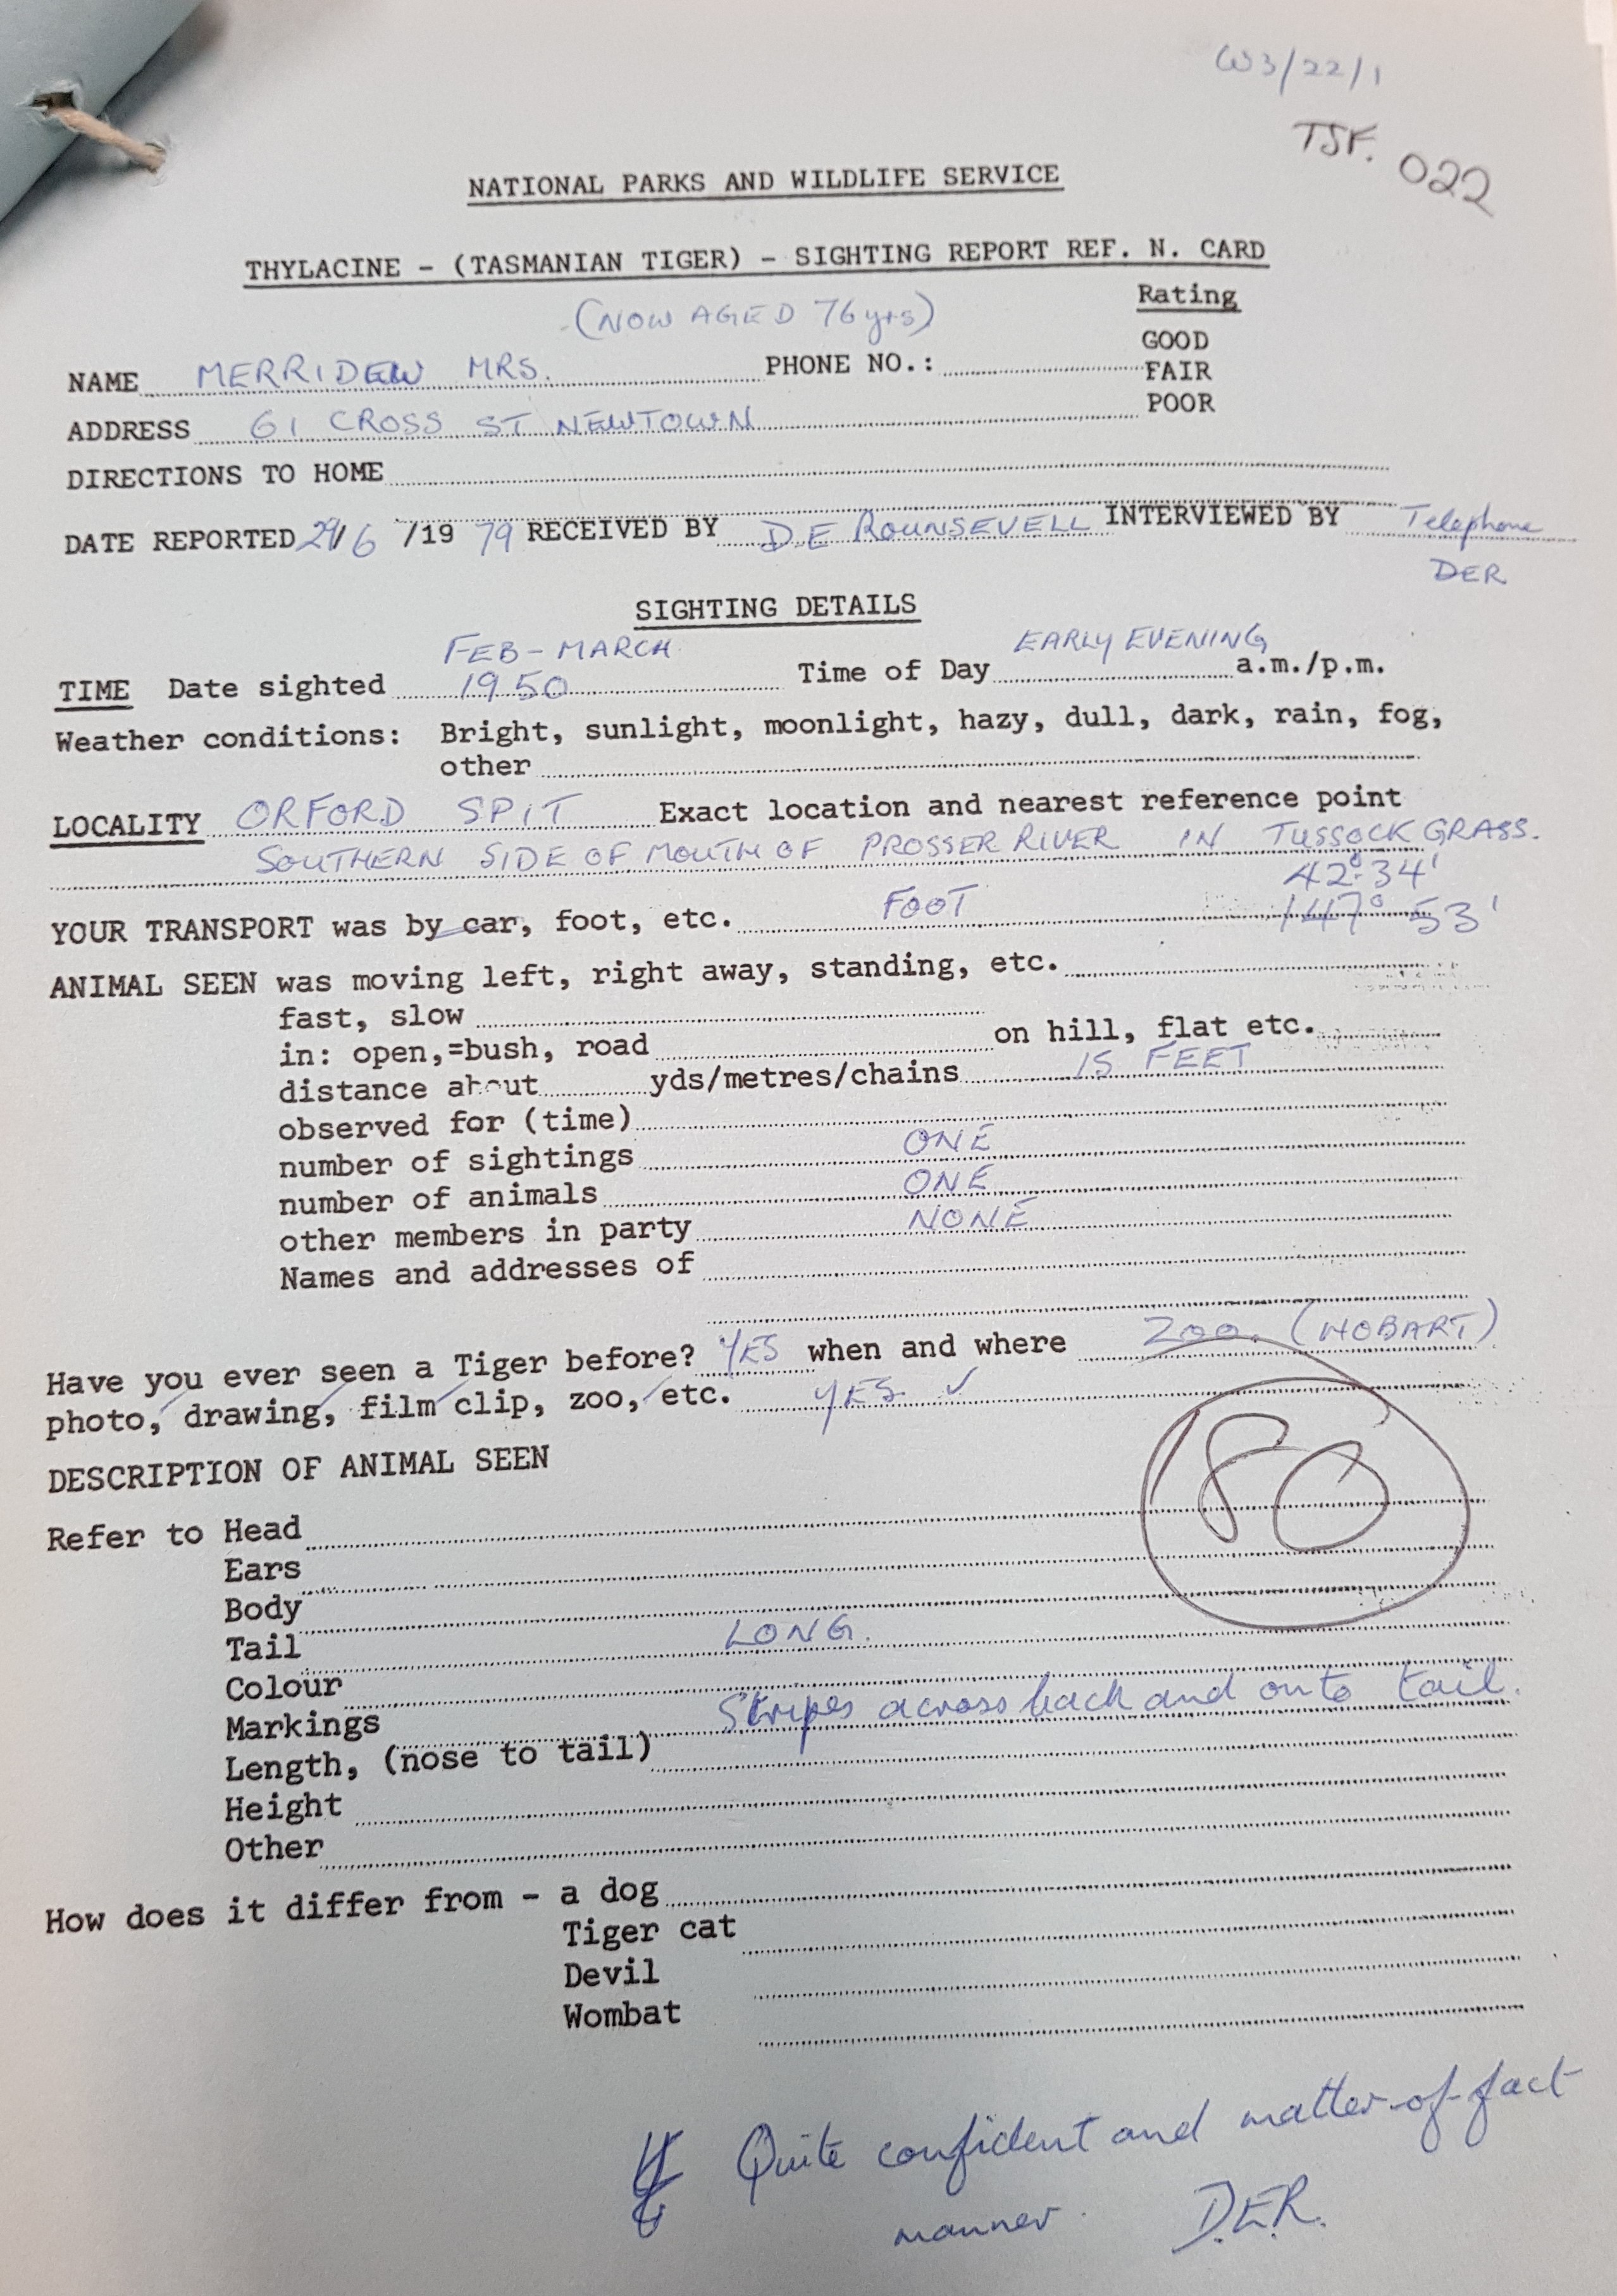 W3/22/1
TSF. 022
NATIONAL PARKS AND WILDLIFE SERVICE
THYLACINE - (TASMANIAN TIGER) - SIGHTING REPORT REF. N. CARD
(NOW AGED 76 yrs)
Rating
GOOD
NAME MERRIDEW MRS. PHONE NO.: FAIR
ADDRESS 61 CROSS ST NEWTOWN POOR
DIRECTIONS TO HOME
DATE REPORTED 29/6 /19 79 RECEIVED BY D.E ROUNSEVELL INTERVIEWED BY Telephone
DER
SIGHTING DETAILS
FEB - MARCH EARLY EVENING
TIME Date sighted 1950 Time of Day a.m./p.m.
Weather conditions: Bright, sunlight, moonlight, hazy, dull, dark, rain, fog,
other
LOCALITY ORFORD SPIT Exact location and nearest reference point
SOUTHERN SIDE OF MOUTH OF PROSSER RIVER IN TUSSOCK GRASS.
42° 34'
YOUR TRANSPORT was by car, foot, etc. FOOT 147° 53'
ANIMAL SEEN was moving left, right away, standing, etc.
fast, slow
in: open,=bush, road on hill, flat etc.
distance about yds/metres/chains 15 FEET
observed for (time)
number of sightings ONE
number of animals ONE
other members in party NONE
Names and addresses of
Have you ever seen a Tiger before? YES when and where ZOO. (HOBART)
photo, drawing, film clip, zoo, etc. YES. ✓
DESCRIPTION OF ANIMAL SEEN
80
Refer to Head
Ears
Body
Tail LONG.
Colour
Markings Stripes across back and onto tail.
Length, (nose to tail)
Height
Other
How does it differ from - a dog
Tiger cat
Devil
Wombat
Quite confident and matter-of-fact
manner. D.E.R.